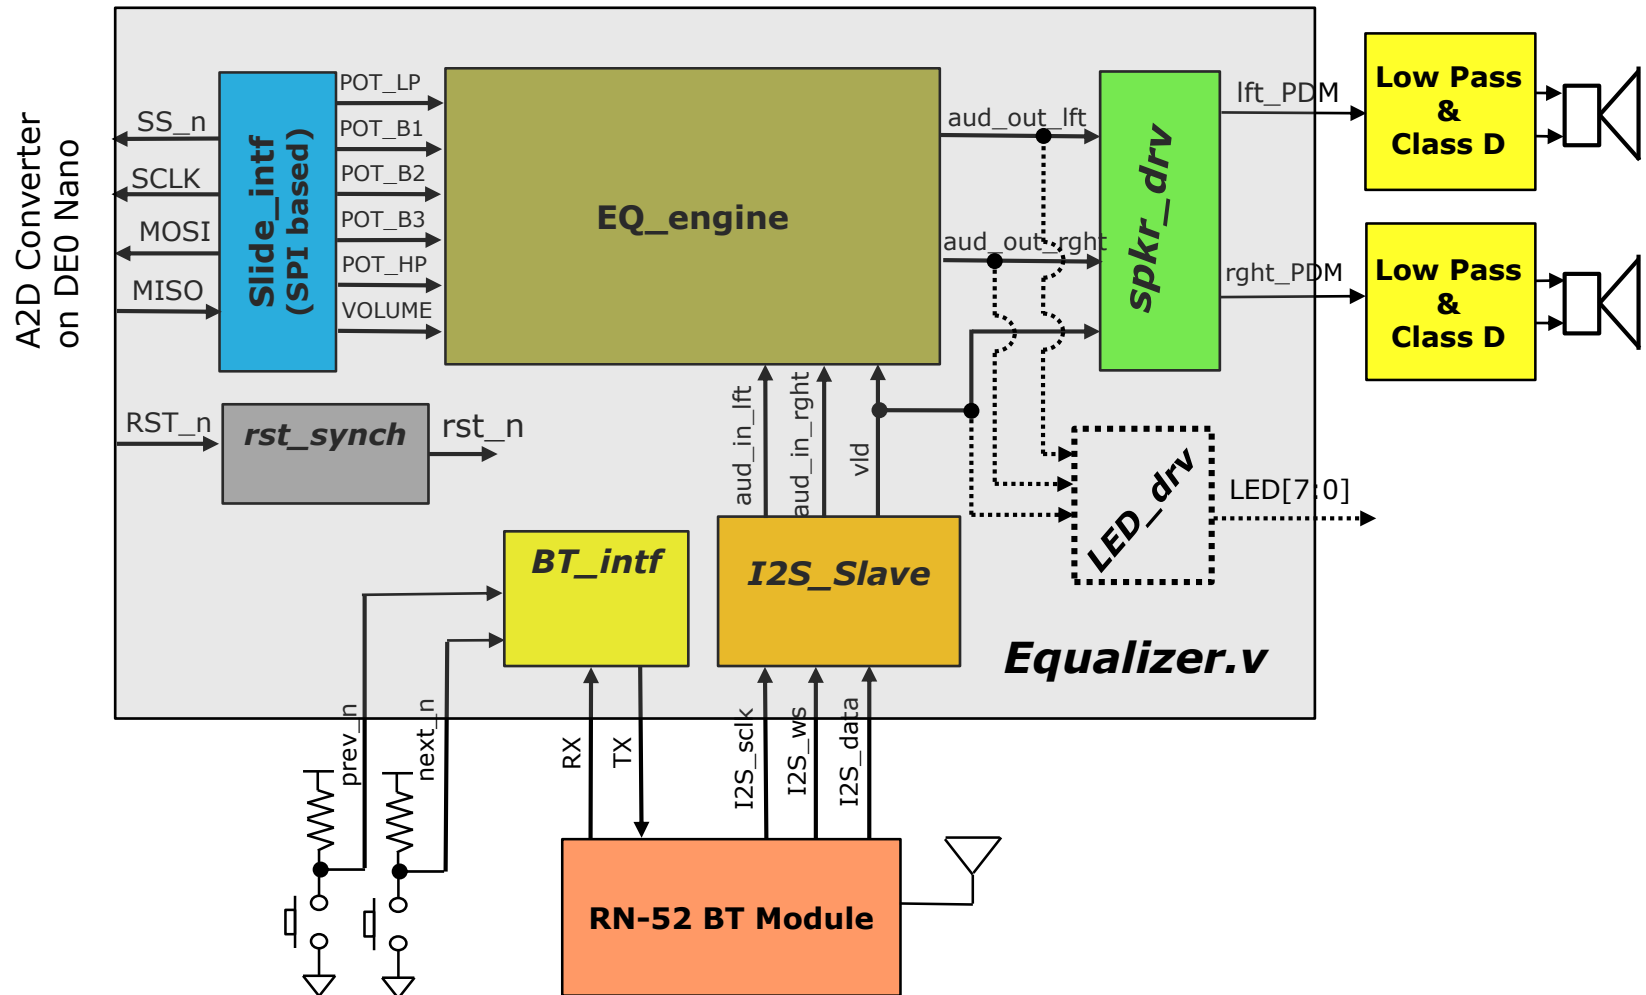 A2D Converter
on DE0 Nano
SS_n
SCLK
MOSI
MISO
Slide_intf
(SPI based)
POT_LP
POT_B1
POT_B2
POT_B3
POT_HP
VOLUME
EQ_engine
aud_out_lft
aud_out_rght
spkr_drv
lft_PDM
rght_PDM
Low Pass
&
Class D
Low Pass
&
Class D
RST_n
rst_synch
rst_n
aud_in_lft
aud_in_rght
vld
LED_drv
LED[7:0]
BT_intf
I2S_Slave
Equalizer.v
prev_n
next_n
RX
TX
I2S_sclk
I2S_ws
I2S_data
RN-52 BT Module